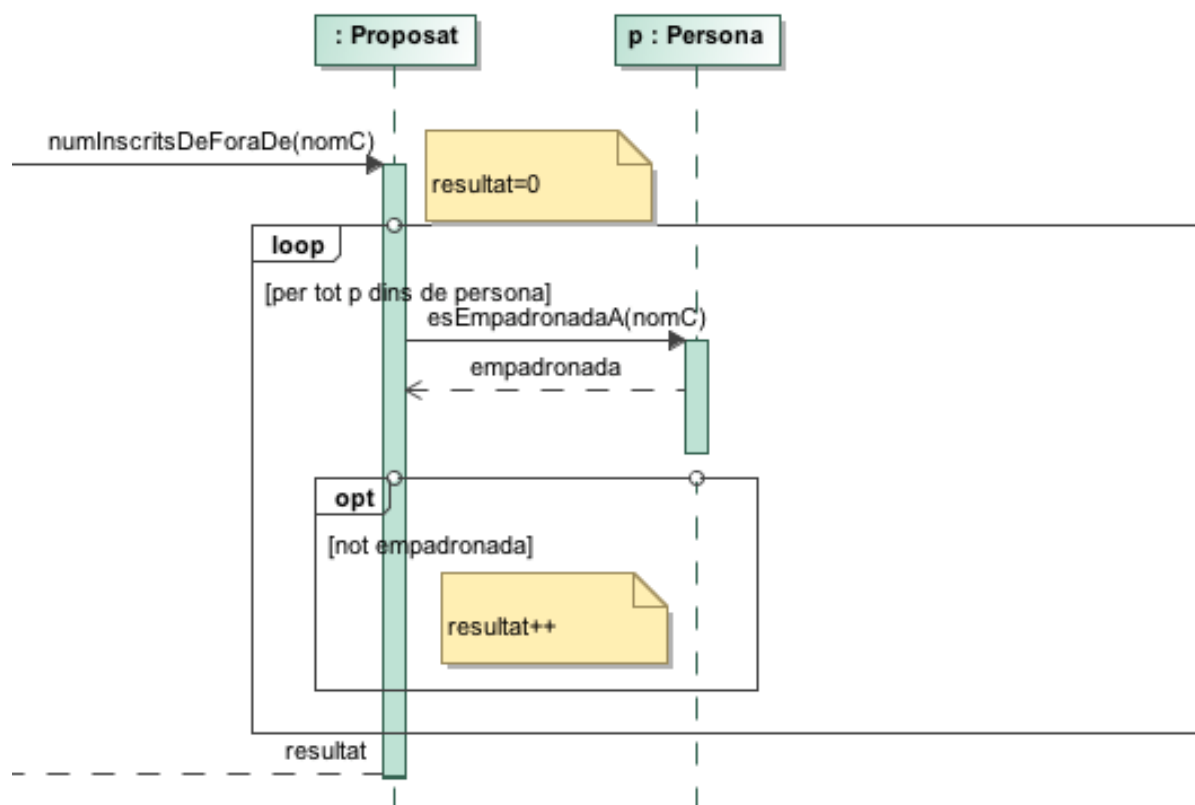 : Proposat
p : Persona
numInscritsDeForaDe(nomC)
resultat=0
loop
[per tot p dins de persona]
esEmpadronadaA(nomC)
empadronada
opt
[not empadronada]
resultat++
resultat